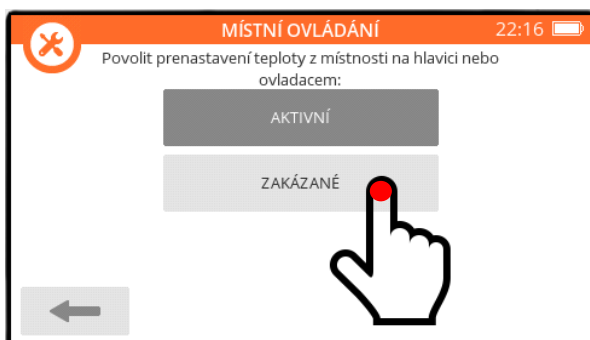 MÍSTNÍ OVLÁDÁNÍ 22:16
Povolit prenastavení teploty z místnosti na hlavici nebo
ovladacem:
AKTIVNÍ
ZAKÁZANÉ